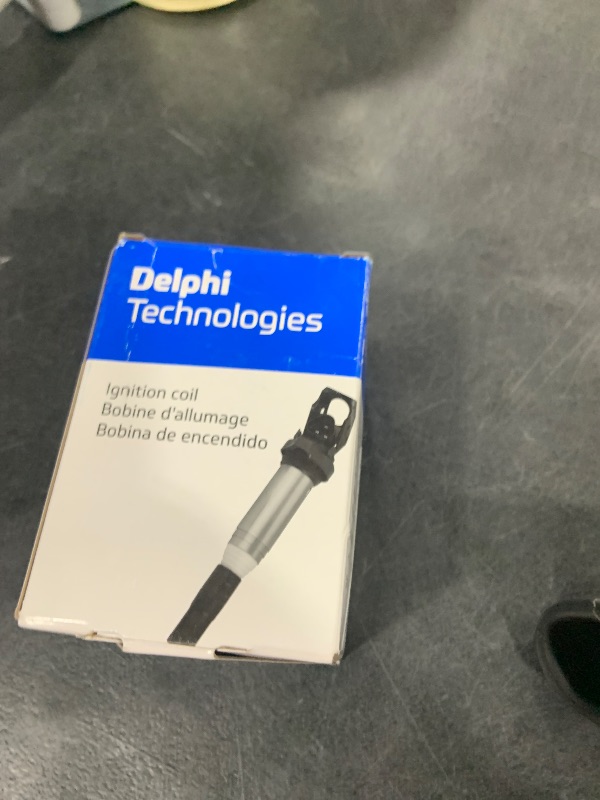 Delphi
Technologies
Ignition coil
Bobine d'allumage
Bobina de encendido